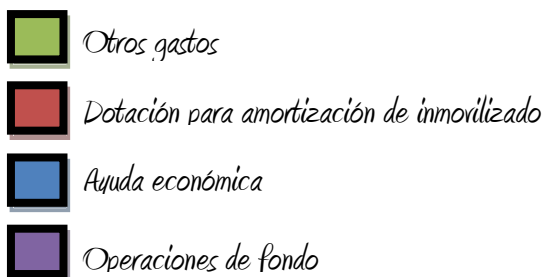 Otros gastos
Dotación para amortización de inmovilizado
Ayuda económica
Operaciones de fondo